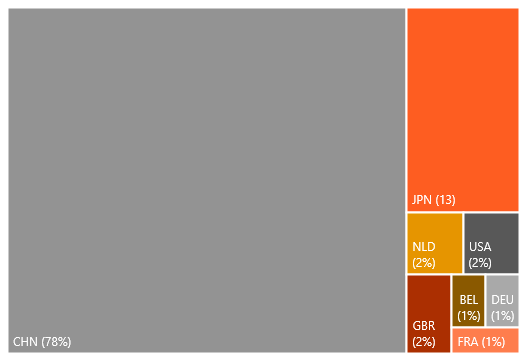 CHN (78%)
JPN (13)
NLD
(2%)
USA
(2%)
GBR
(2%)
BEL
(1%)
DEU
(1%)
FRA (1%)